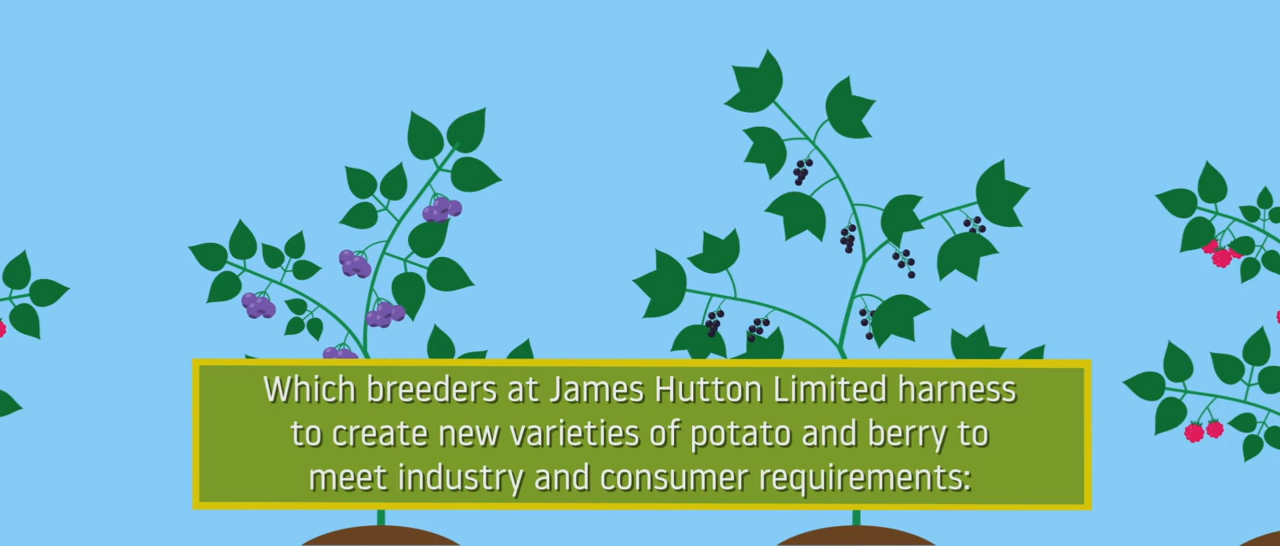 Which breeders at James Hutton Limited harness
to create new varieties of potato and berry to
meet industry and consumer requirements: